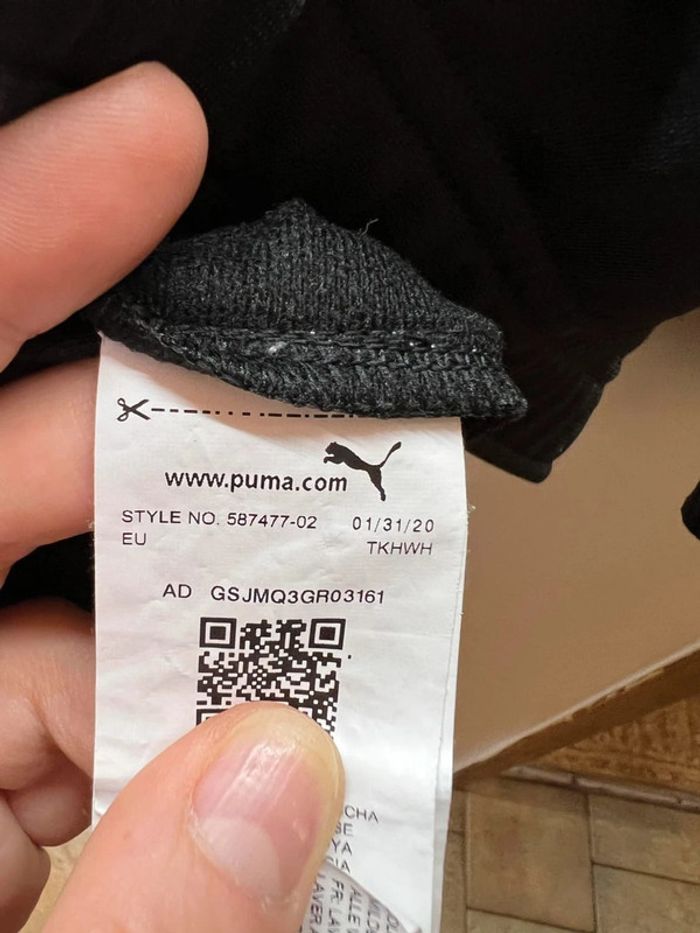 www.puma.com
STYLE NO. 587477-02 01/31/20
EU TKHWH
AD GSJMQ3GR03161